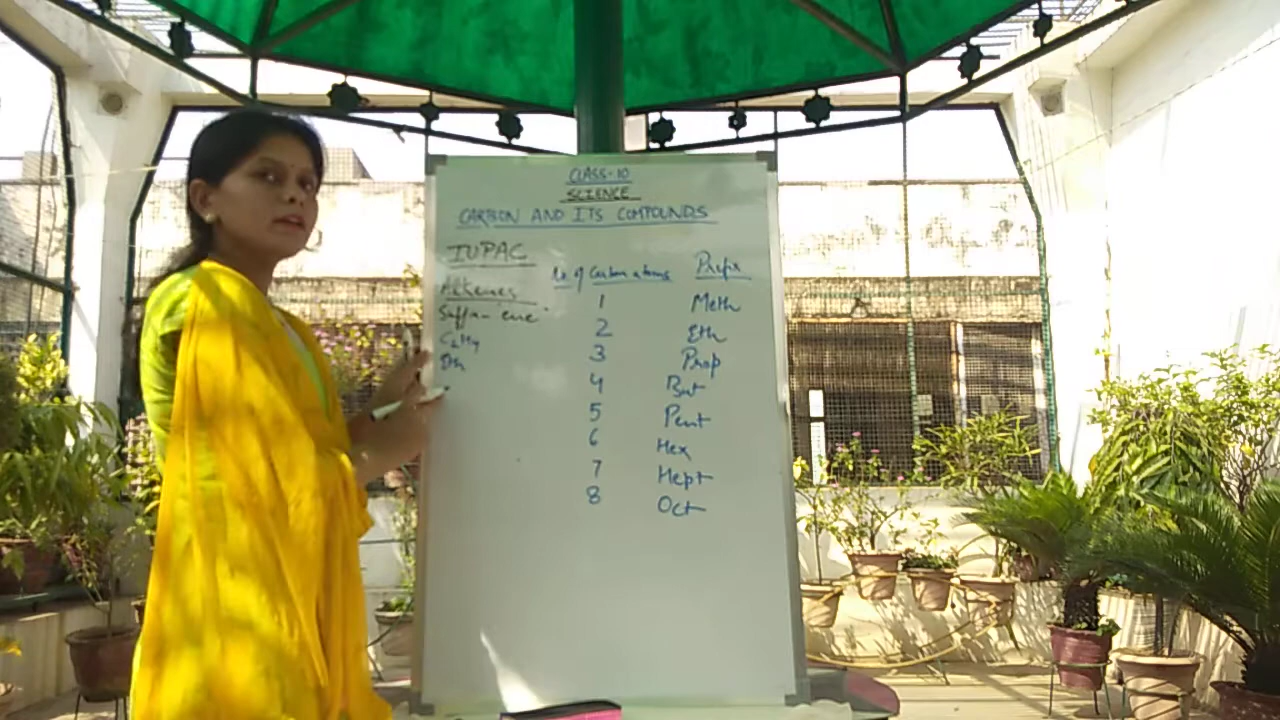 CLASS-10
SCIENCE
CARBON AND ITS COMPOUNDS
IUPAC
No of Carbon atoms Prefix
Alkenes
Suffix- "ene"
1 Meth
2 Eth
C2H4
3 Prop
4 But
5 Pent
6 Hex
7 Hept
8 Oct